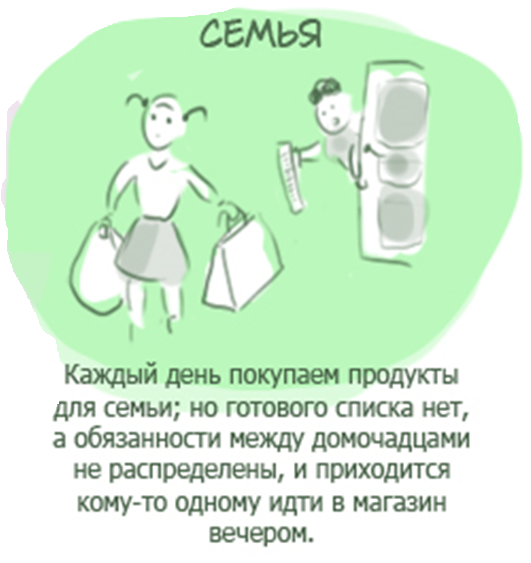 СЕМЬЯ
Каждый день покупаем продукты
для семьи; но готового списка нет,
а обязанности между домочадцами
не распределены, и приходится
кому-то одному идти в магазин
вечером.